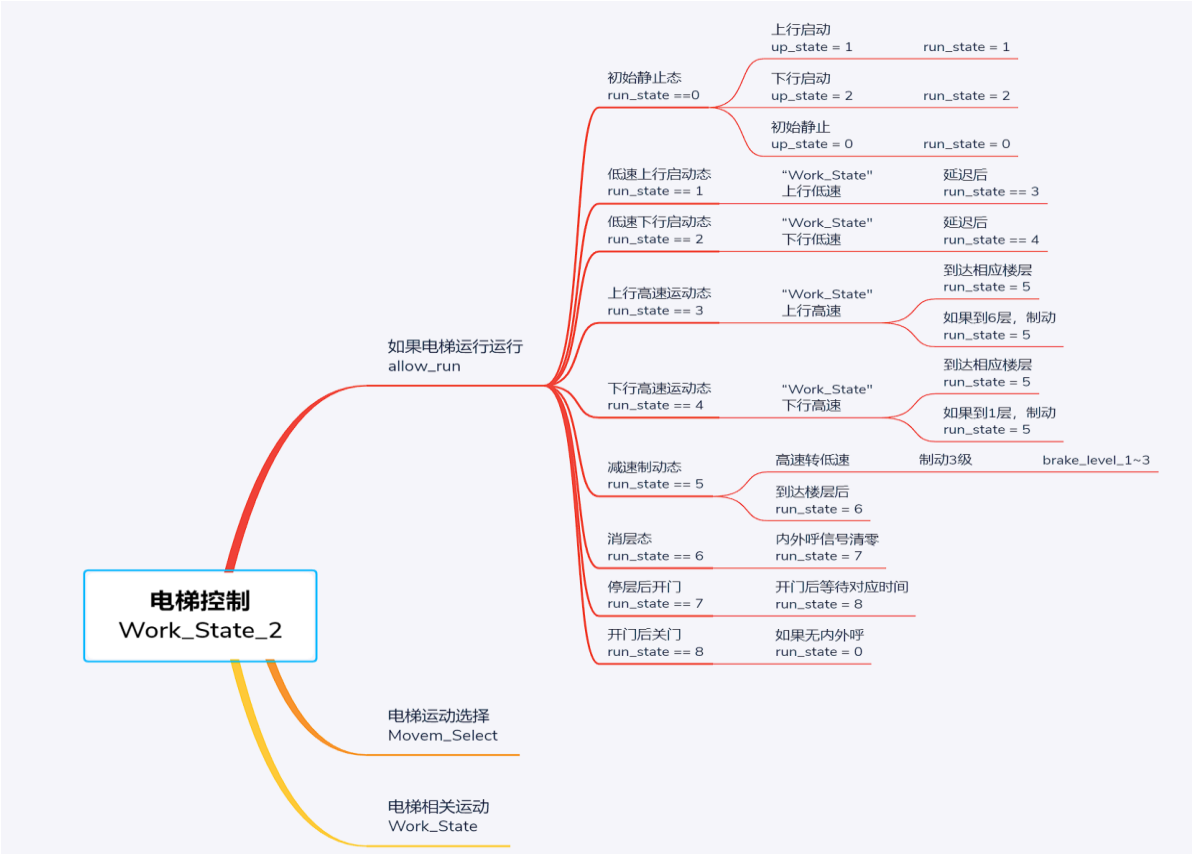 电梯控制
Work_State_2
如果电梯运行运行
allow_run
初始静止态
run_state ==0
上行启动
up_state = 1 run_state = 1
下行启动
up_state = 2 run_state = 2
初始静止
up_state = 0 run_state = 0
低速上行启动态 "Work_State" 延迟后
run_state == 1 上行低速 run_state == 3
低速下行启动态 "Work_State" 延迟后
run_state == 2 下行低速 run_state == 4
上行高速运动态 "Work_State"
run_state == 3 上行高速
到达相应楼层
run_state = 5
如果到6层，制动
run_state = 5
下行高速运动态 "Work_State"
run_state == 4 下行高速
到达相应楼层
run_state = 5
如果到1层，制动
run_state = 5
减速制动态
run_state == 5
高速转低速 制动3级 brake_level_1~3
到达楼层后
run_state = 6
消层态 内外呼信号清零
run_state == 6 run_state = 7
停层后开门 开门后等待对应时间
run_state == 7 run_state = 8
开门后关门 如果无内外呼
run_state == 8 run_state = 0
电梯运动选择
Movem_Select
电梯相关运动
Work_State